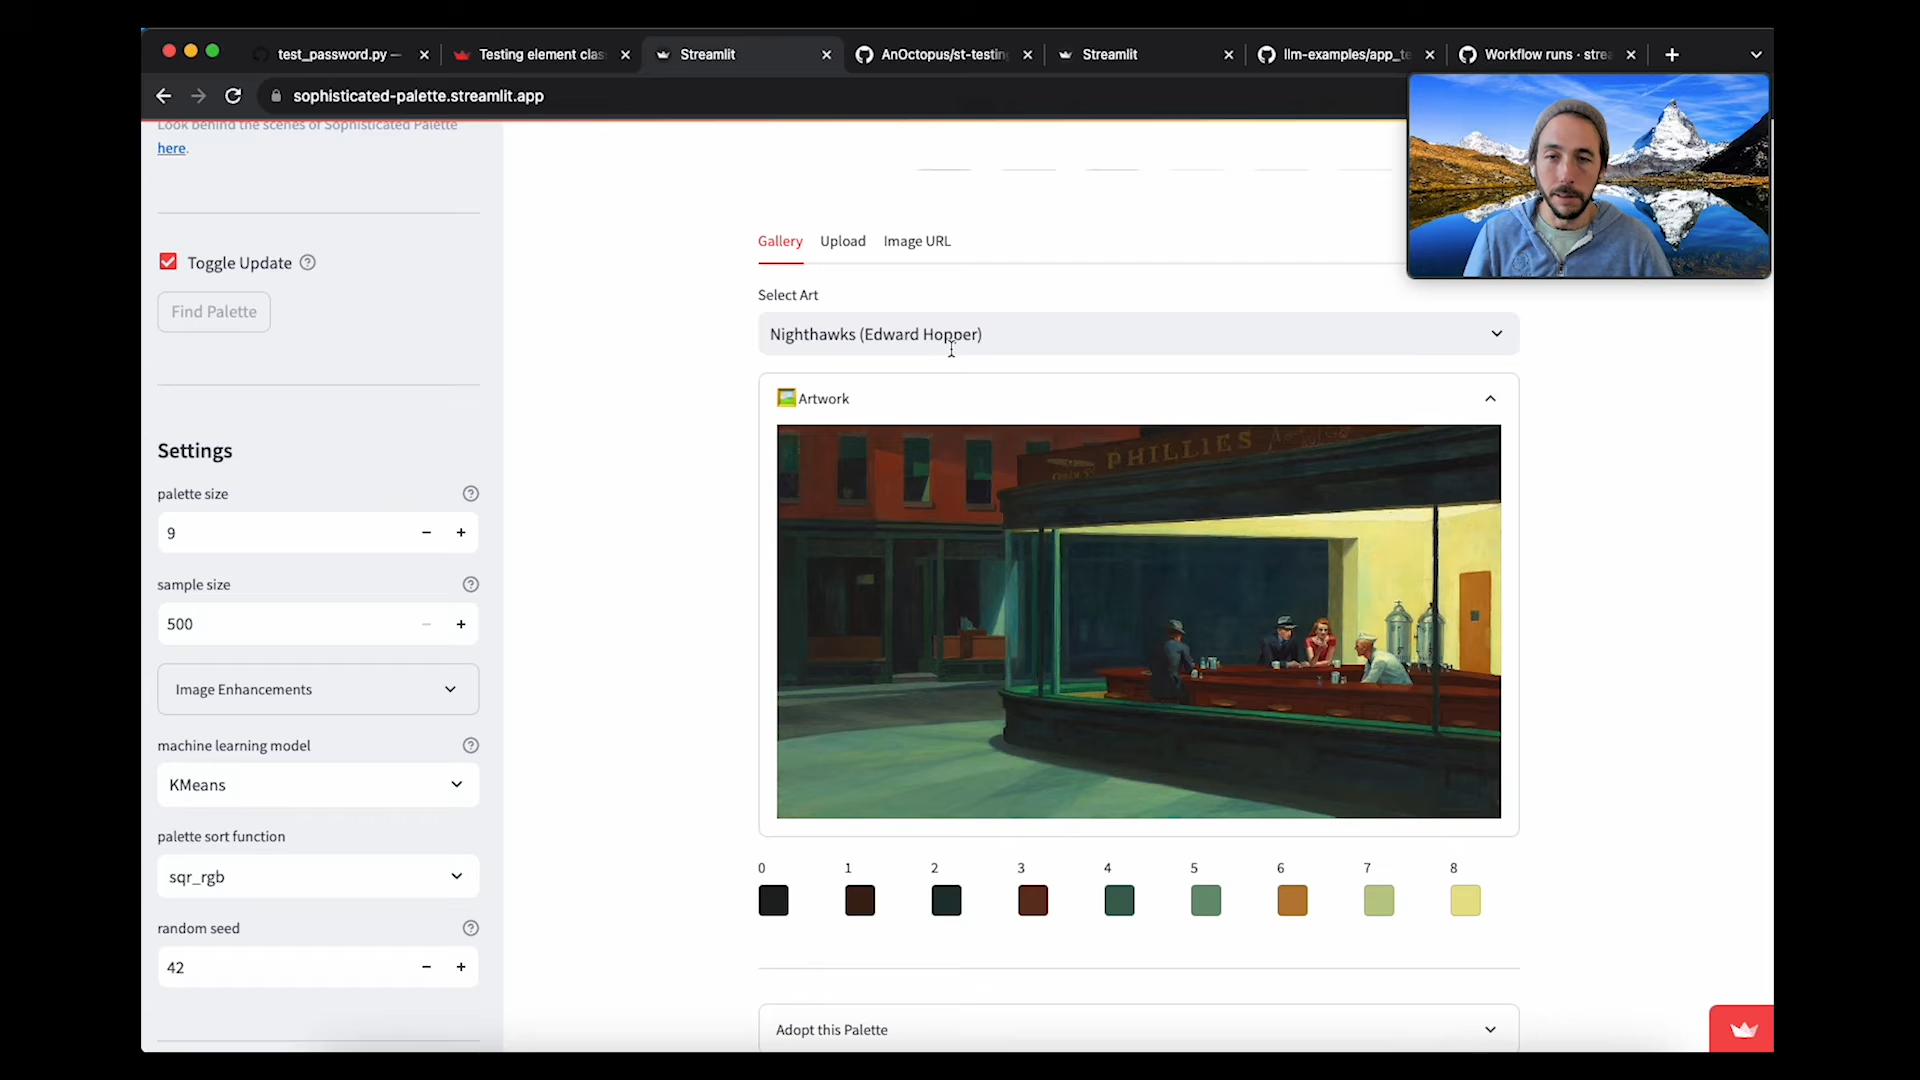 test_password.py —
Testing element clas
Streamlit
AnOctopus/st-testing
Streamlit
llm-examples/app_te
Workflow runs · stre
sophisticated-palette.streamlit.app
Look behind the scenes of Sophisticated Palette
here.
Toggle Update
Find Palette
Settings
palette size
9
sample size
500
Image Enhancements
machine learning model
KMeans
palette sort function
sqr_rgb
random seed
42
Gallery
Upload
Image URL
Select Art
Nighthawks (Edward Hopper)
Artwork
PHILLIES
0 1 2 3 4 5 6 7 8
Adopt this Palette